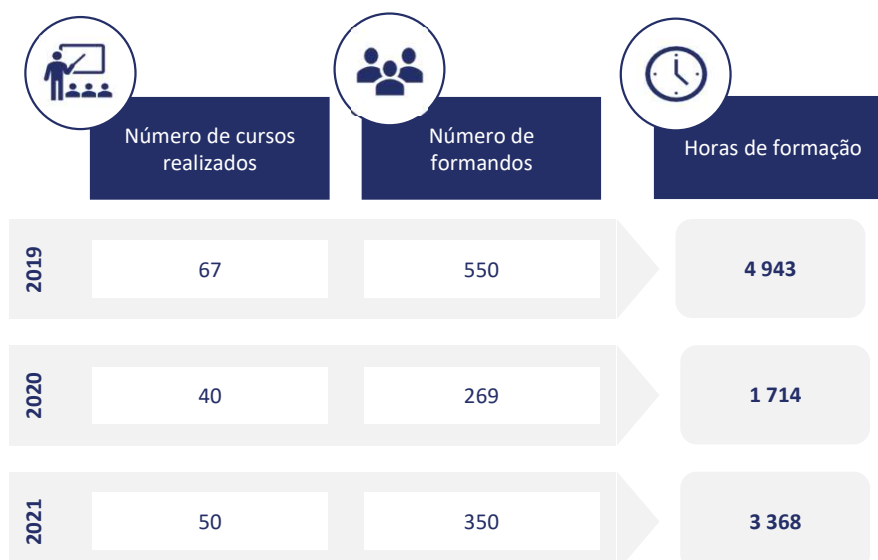 Número de cursos
realizados
Número de
formandos
Horas de formação
2019
67
550
4 943
2020
40
269
1 714
2021
50
350
3 368